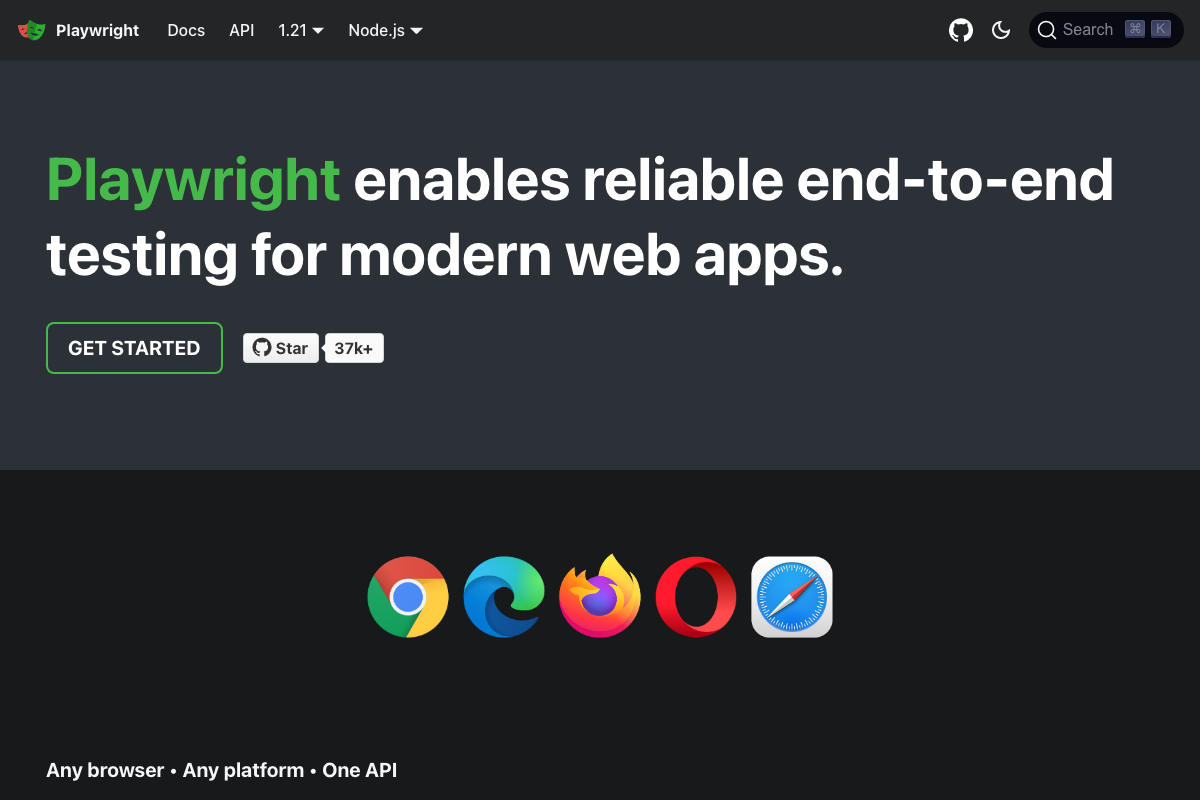 Playwright Docs API 1.21 Node.js Search ⌘ K
Playwright enables reliable end-to-end
testing for modern web apps.
GET STARTED Star 37k+
Any browser • Any platform • One API